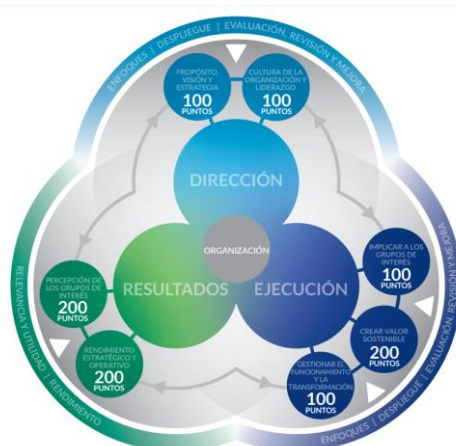 ENFOQUES | DESPLIEGUE | EVALUACIÓN, REVISIÓN Y MEJORA
PROPÓSITO,
VISIÓN Y
ESTRATEGIA
100
PUNTOS
CULTURA DE LA
ORGANIZACIÓN Y
LIDERAZGO
100
PUNTOS
DIRECCIÓN
ORGANIZACIÓN
RESULTADOS
EJECUCIÓN
PERCEPCIÓN DE
LOS GRUPOS DE
INTERÉS
200
PUNTOS
RENDIMIENTO
ESTRATÉGICO Y
OPERATIVO
200
PUNTOS
IMPLICAR A LOS
GRUPOS DE
INTERÉS
100
PUNTOS
CREAR VALOR
SOSTENIBLE
200
PUNTOS
GESTIONAR EL
FUNCIONAMIENTO
Y LA
TRANSFORMACIÓN
100
PUNTOS
RELEVANCIA Y UTILIDAD | RENDIMIENTO
ENFOQUES | DESPLIEGUE | EVALUACIÓN, REVISIÓN Y MEJORA